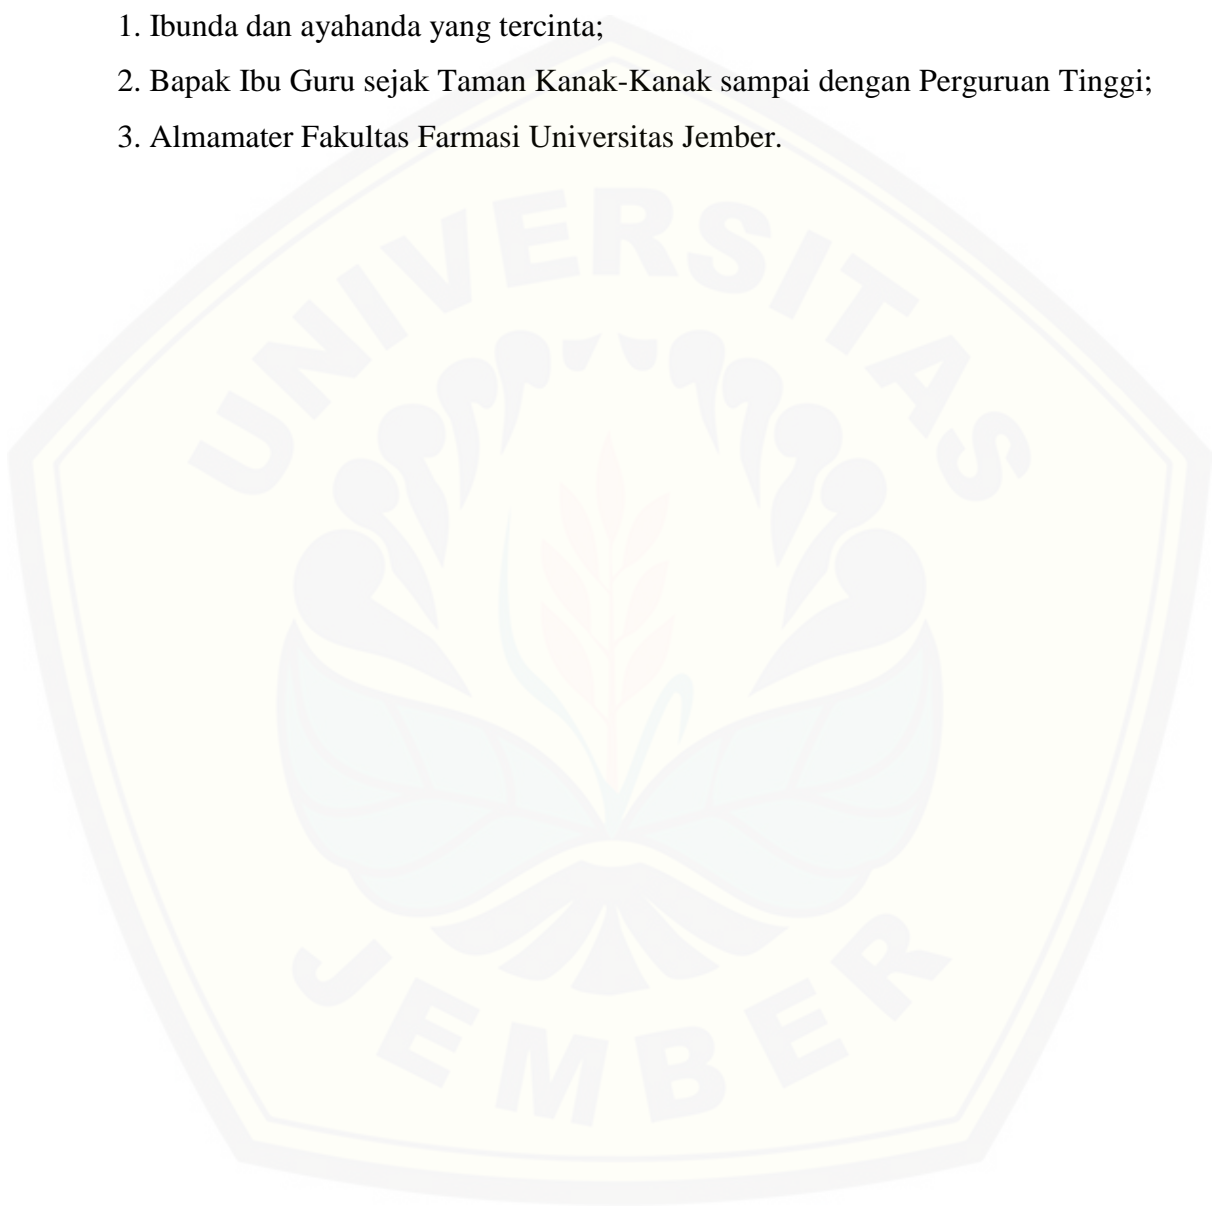 1. Ibunda dan ayahanda yang tercinta;
2. Bapak Ibu Guru sejak Taman Kanak-Kanak sampai dengan Perguruan Tinggi;
3. Almamater Fakultas Farmasi Universitas Jember.
UNIVERSITAS
JEMBER